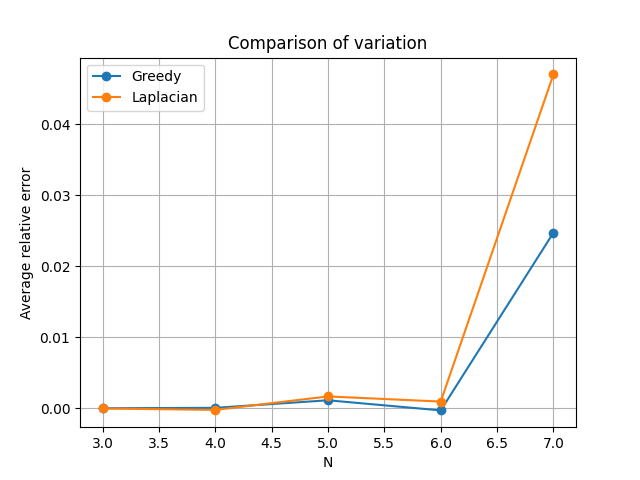 Comparison of variation
Greedy
Laplacian
Average relative error
0.04
0.03
0.02
0.01
0.00
3.0 3.5 4.0 4.5 5.0 5.5 6.0 6.5 7.0
N